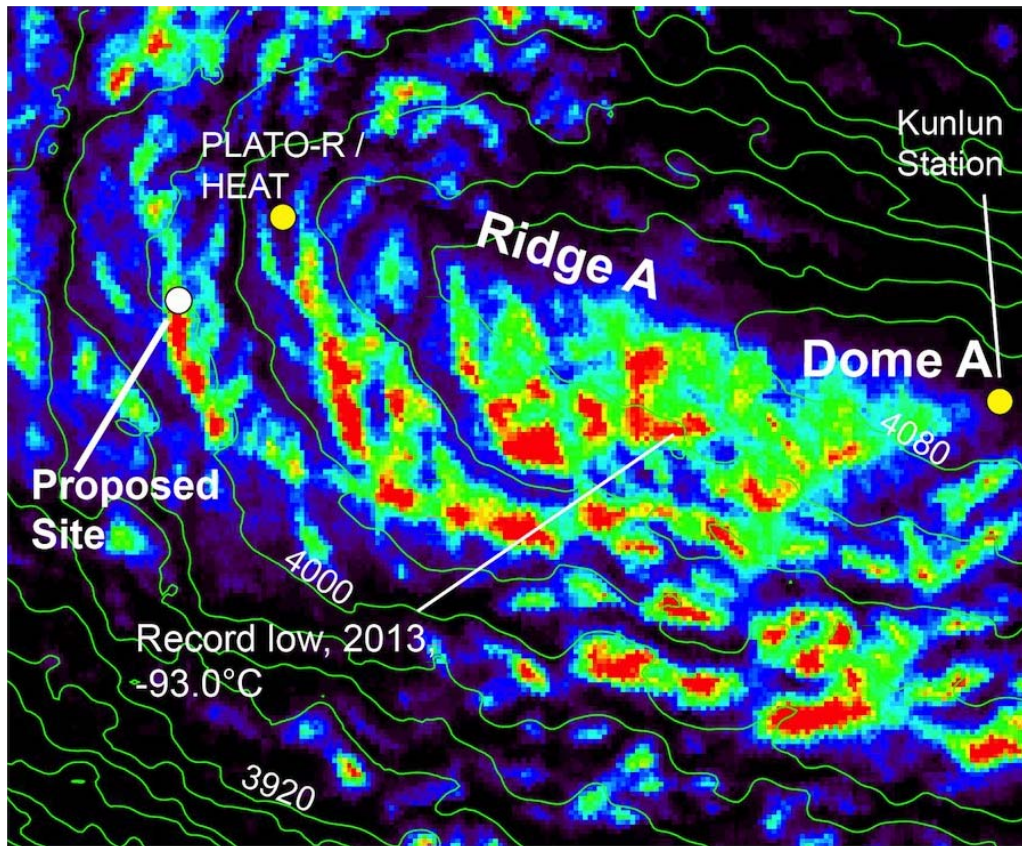 Kunlun
Station
PLATO-R /
HEAT
Ridge A
Dome A
4080
Proposed
Site
4000
Record low, 2013,
-93.0°C
3920